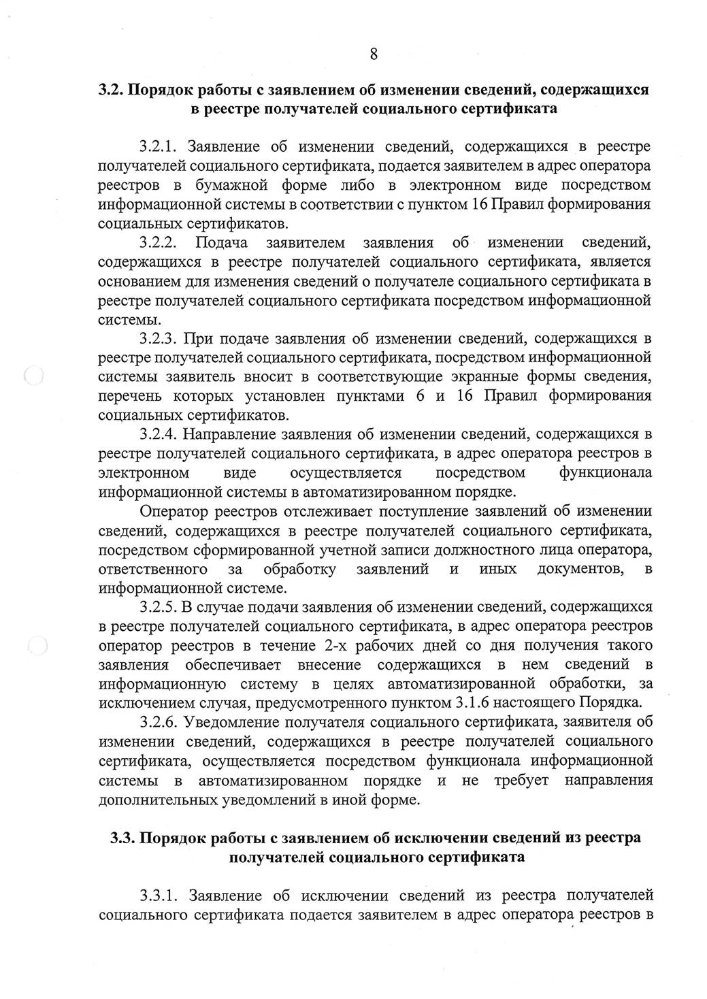 8
3.2. Порядок работы с заявлением об изменении сведений, содержащихся
в реестре получателей социального сертификата
3.2.1. Заявление об изменении сведений, содержащихся в реестре
получателей социального сертификата, подается заявителем в адрес оператора
реестров в бумажной форме либо в электронном виде посредством
информационной системы в соответствии с пунктом 16 Правил формирования
социальных сертификатов.
3.2.2. Подача заявителем заявления об изменении сведений,
содержащихся в реестре получателей социального сертификата, является
основанием для изменения сведений о получателе социального сертификата в
реестре получателей социального сертификата посредством информационной
системы.
3.2.3. При подаче заявления об изменении сведений, содержащихся в
реестре получателей социального сертификата, посредством информационной
системы заявитель вносит в соответствующие экранные формы сведения,
перечень которых установлен пунктами 6 и 16 Правил формирования
социальных сертификатов.
3.2.4. Направление заявления об изменении сведений, содержащихся в
реестре получателей социального сертификата, в адрес оператора реестров в
электронном виде осуществляется посредством функционала
информационной системы в автоматизированном порядке.
Оператор реестров отслеживает поступление заявлений об изменении
сведений, содержащихся в реестре получателей социального сертификата,
посредством сформированной учетной записи должностного лица оператора,
ответственного за обработку заявлений и иных документов, в
информационной системе.
3.2.5. В случае подачи заявления об изменении сведений, содержащихся
в реестре получателей социального сертификата, в адрес оператора реестров
оператор реестров в течение 2-х рабочих дней со дня получения такого
заявления обеспечивает внесение содержащихся в нем сведений в
информационную систему в целях автоматизированной обработки, за
исключением случая, предусмотренного пунктом 3.1.6 настоящего Порядка.
3.2.6. Уведомление получателя социального сертификата, заявителя об
изменении сведений, содержащихся в реестре получателей социального
сертификата, осуществляется посредством функционала информационной
системы в автоматизированном порядке и не требует направления
дополнительных уведомлений в иной форме.
3.3. Порядок работы с заявлением об исключении сведений из реестра
получателей социального сертификата
3.3.1. Заявление об исключении сведений из реестра получателей
социального сертификата подается заявителем в адрес оператора реестров в